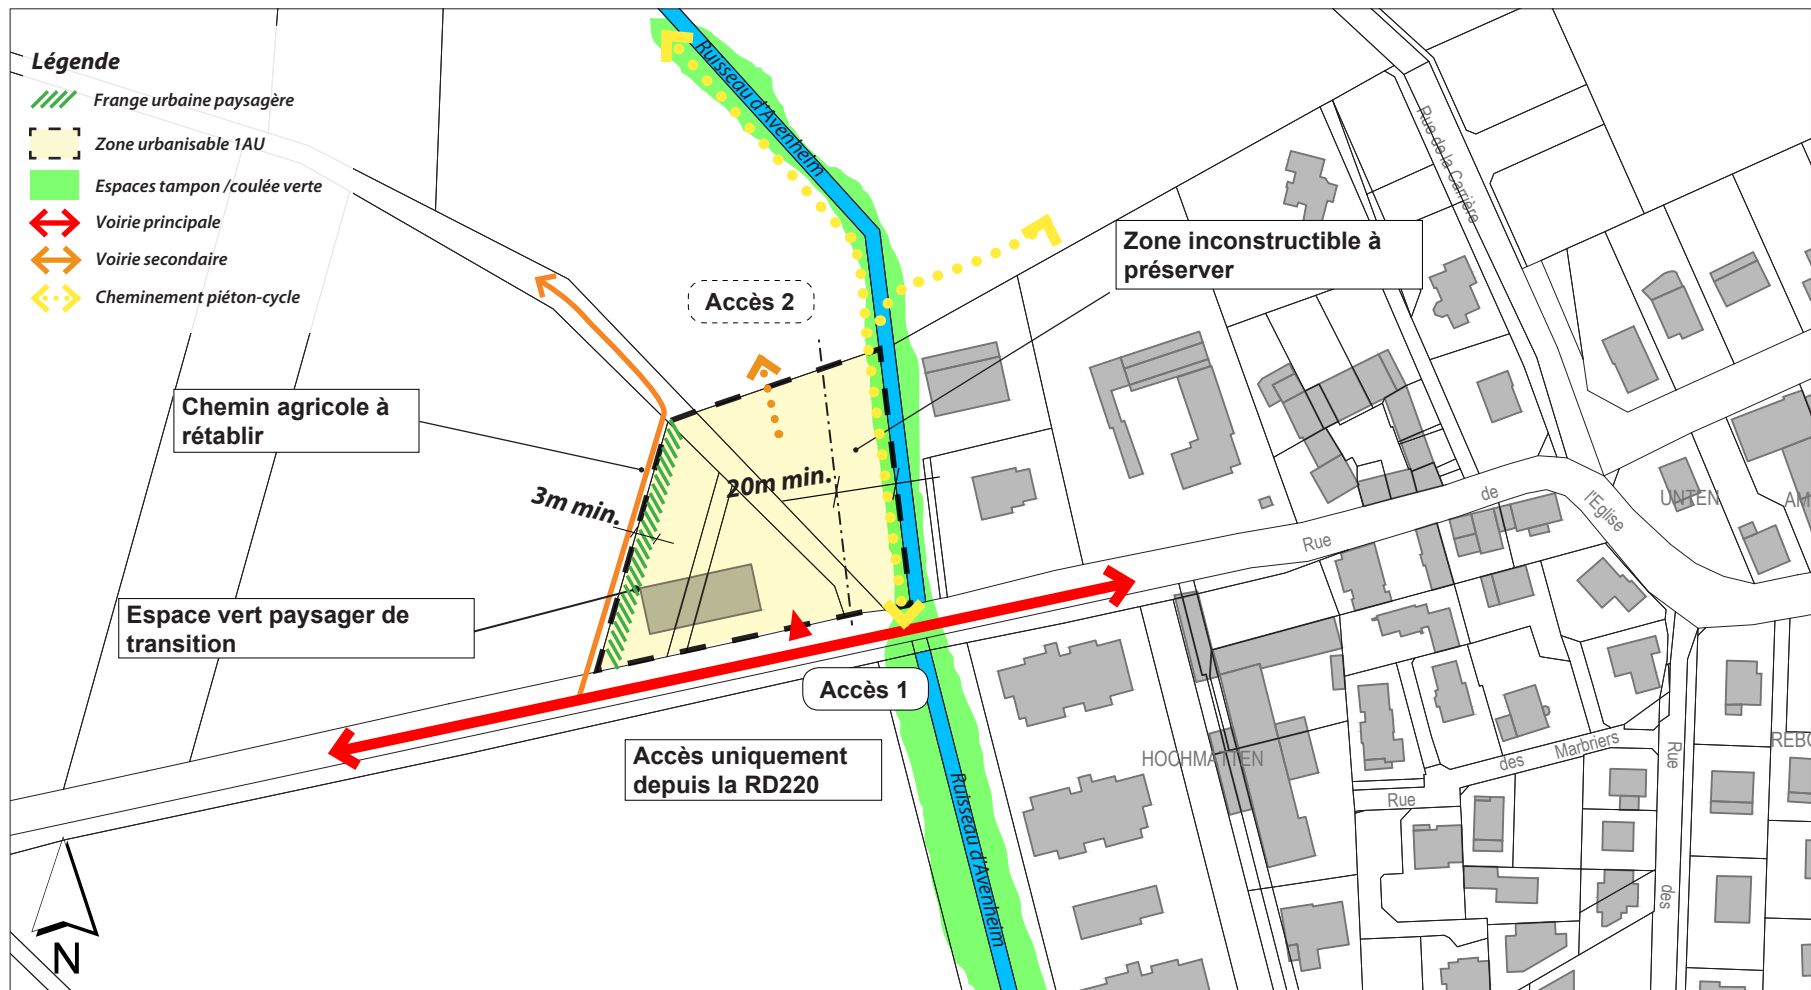 Légende
Frange urbaine paysagère
Zone urbanisable 1AU
Espaces tampon /coulée verte
Voirie principale
Voirie secondaire
Cheminement piéton-cycle
Ruisseau d'Avenheim
Rue de la Carrière
Zone inconstructible à
préserver
Accès 2
Chemin agricole à
rétablir
20m min.
3m min.
Espace vert paysager de
transition
Accès 1
Accès uniquement
depuis la RD220
Rue
de
l'Eglise
UNTEN
AM
HOCHMATTEN
Rue
des
Marbriers
REBO
Rue
des
Ruisseau d'Avenheim
N